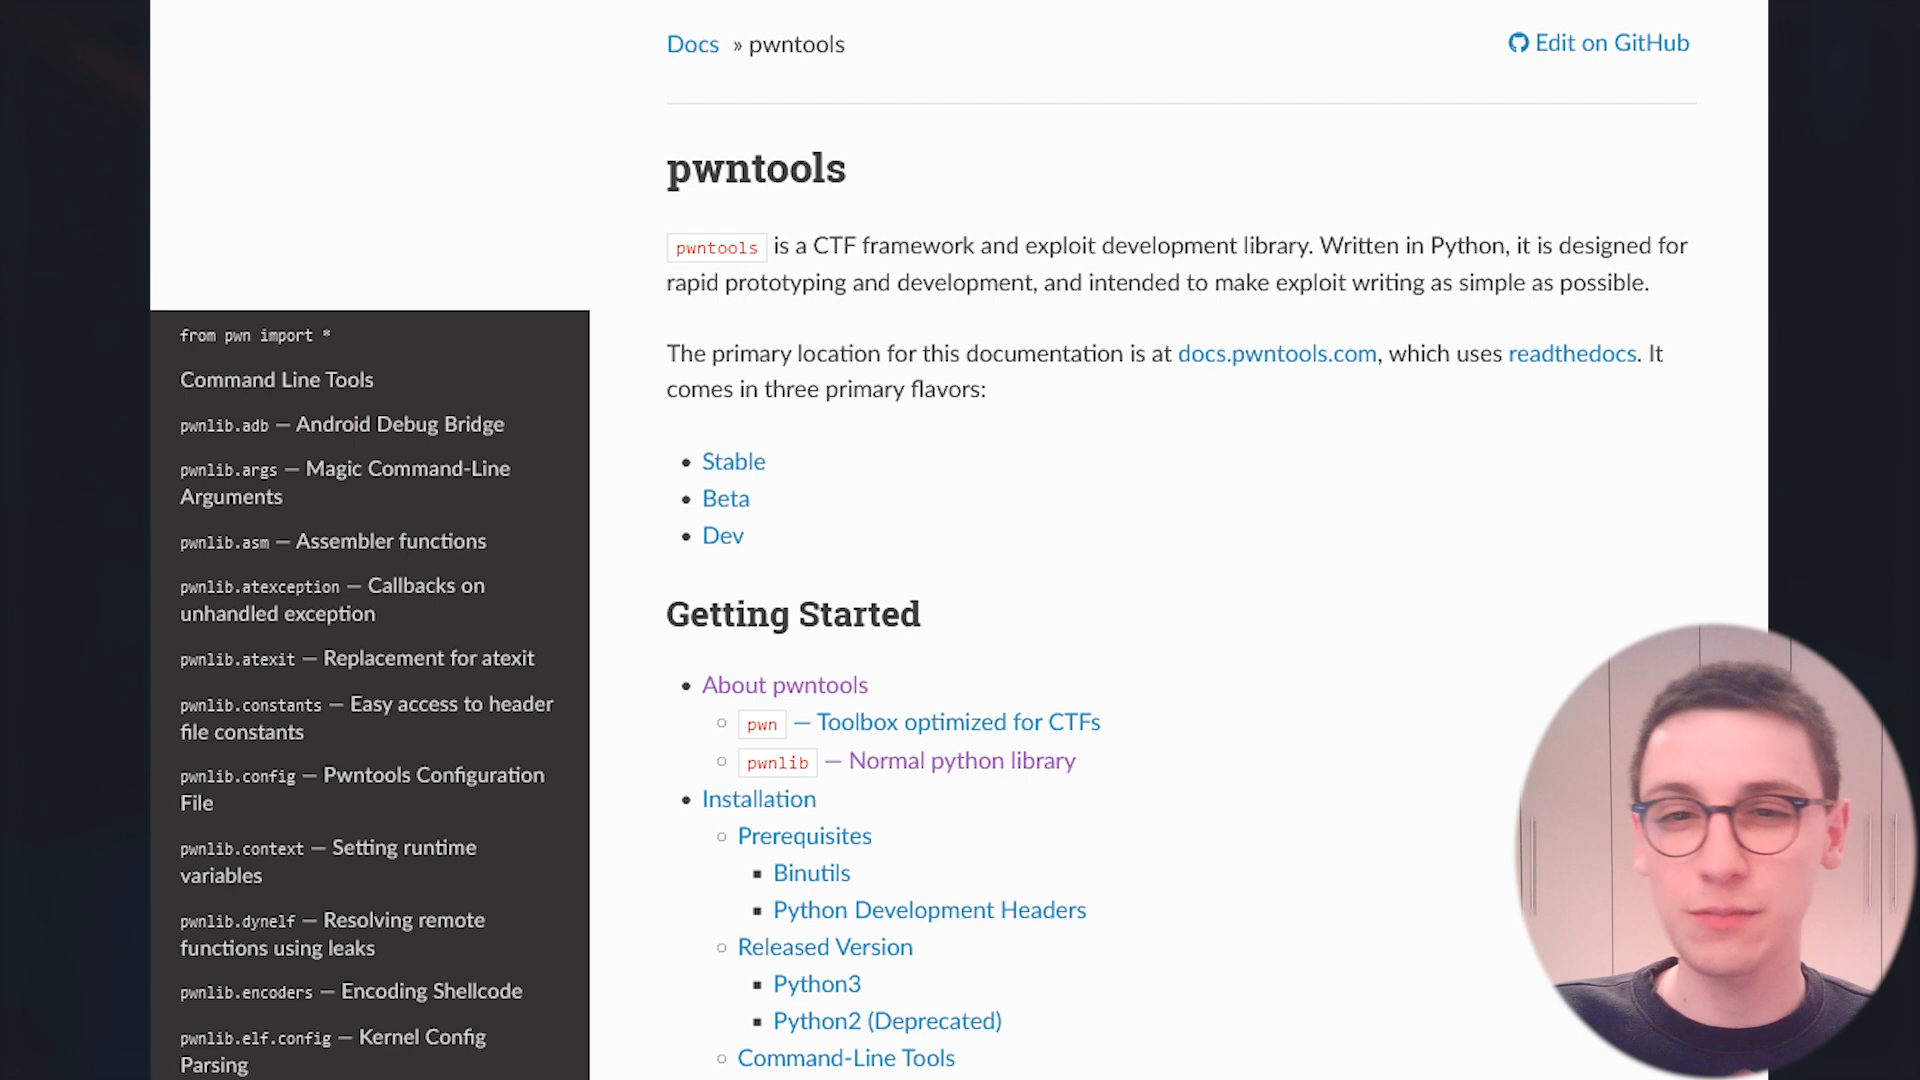 Docs » pwntools
Edit on GitHub
pwntools
pwntools is a CTF framework and exploit development library. Written in Python, it is designed for
rapid prototyping and development, and intended to make exploit writing as simple as possible.
The primary location for this documentation is at docs.pwntools.com, which uses readthedocs. It
comes in three primary flavors:
• Stable
• Beta
• Dev
Getting Started
• About pwntools
○ pwn — Toolbox optimized for CTFs
○ pwnlib — Normal python library
• Installation
○ Prerequisites
▪ Binutils
▪ Python Development Headers
○ Released Version
▪ Python3
▪ Python2 (Deprecated)
○ Command-Line Tools
from pwn import *
Command Line Tools
pwnlib.adb — Android Debug Bridge
pwnlib.args — Magic Command-Line
Arguments
pwnlib.asm — Assembler functions
pwnlib.atexception — Callbacks on
unhandled exception
pwnlib.atexit — Replacement for atexit
pwnlib.constants — Easy access to header
file constants
pwnlib.config — Pwntools Configuration
File
pwnlib.context — Setting runtime
variables
pwnlib.dynelf — Resolving remote
functions using leaks
pwnlib.encoders — Encoding Shellcode
pwnlib.elf.config — Kernel Config
Parsing